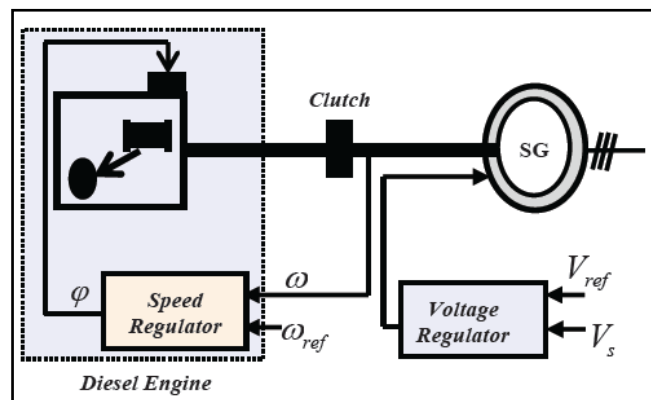 Clutch
SG
φ
Speed
Regulator
ω
ω_ref
Voltage
Regulator
V_ref
V_s
Diesel Engine